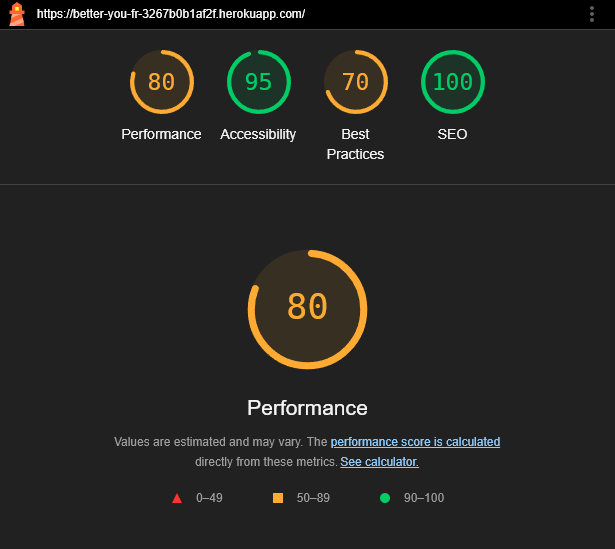 https://better-you-fr-3267b0b1af2f.herokuapp.com/
80
95
70
100
Performance
Accessibility
Best
Practices
SEO
80
Performance
Values are estimated and may vary. The performance score is calculated
directly from these metrics. See calculator.
0–49
50–89
90–100